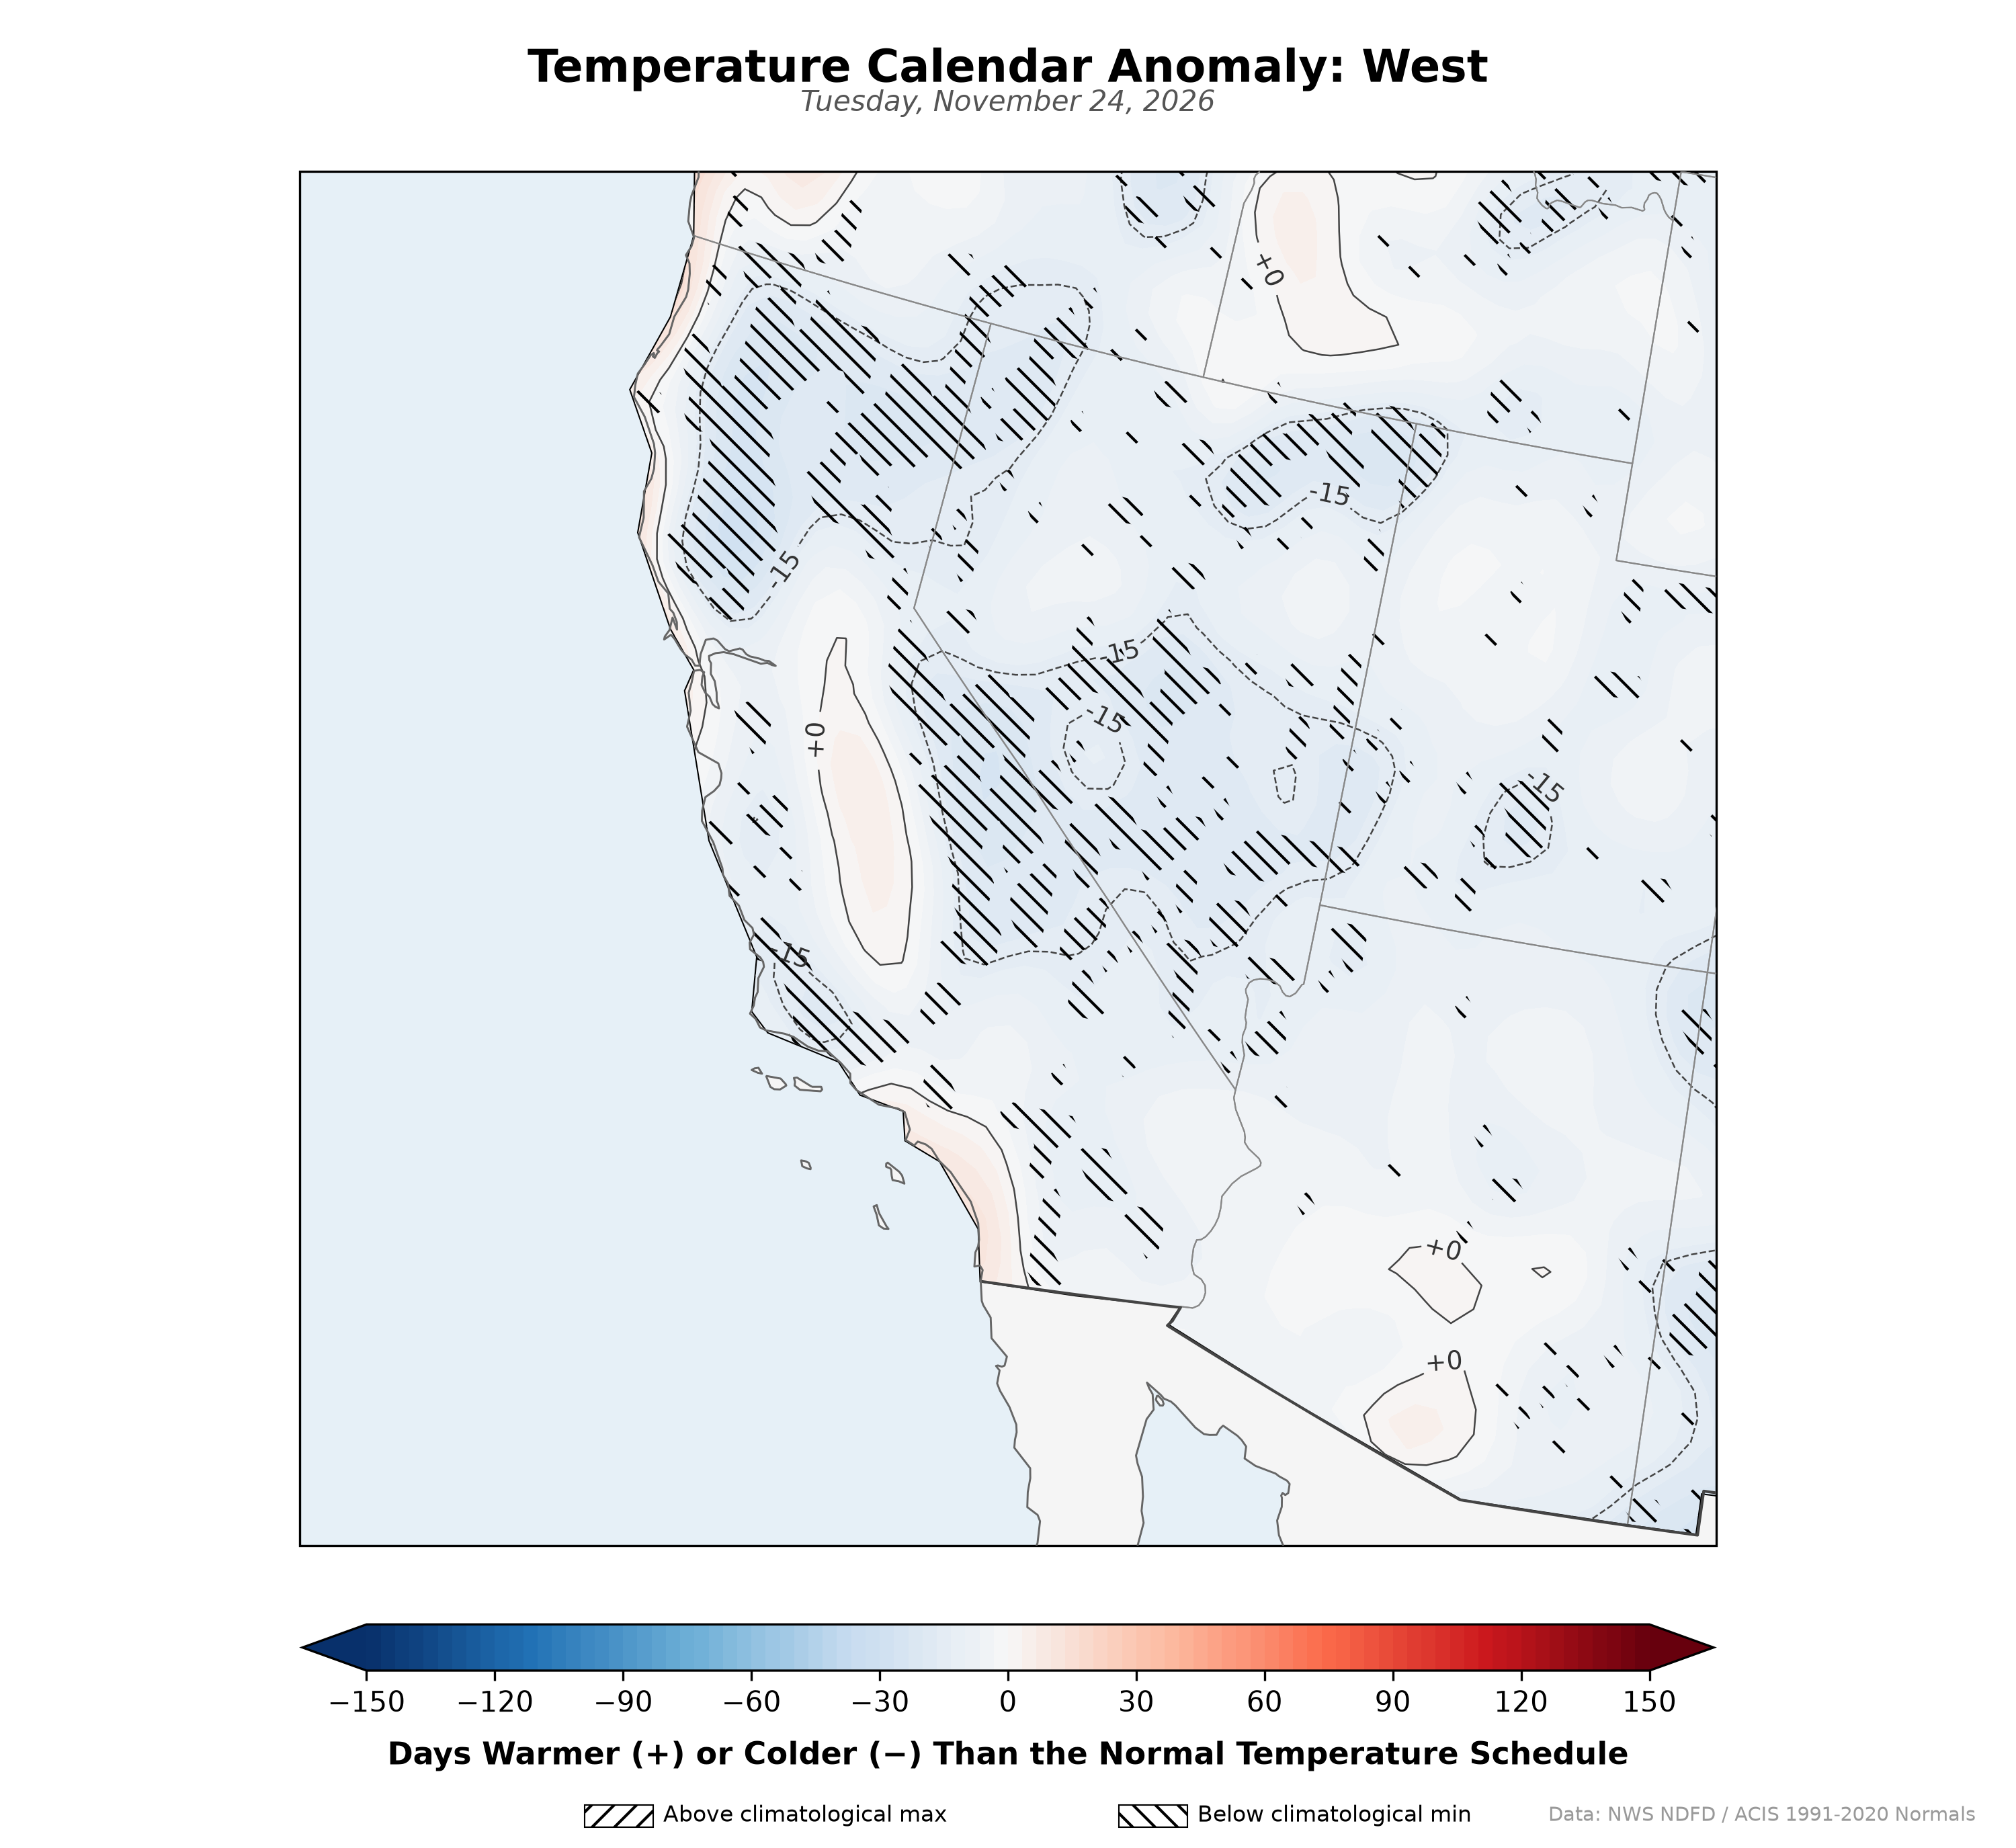 Temperature Calendar Anomaly: West
Tuesday, November 24, 2026
+0
-15
-15
15
-15
+0
-15
-15
+0
+0
−150 −120 −90 −60 −30 0 30 60 90 120 150
Days Warmer (+) or Colder (−) Than the Normal Temperature Schedule
Above climatological max Below climatological min Data: NWS NDFD / ACIS 1991-2020 Normals